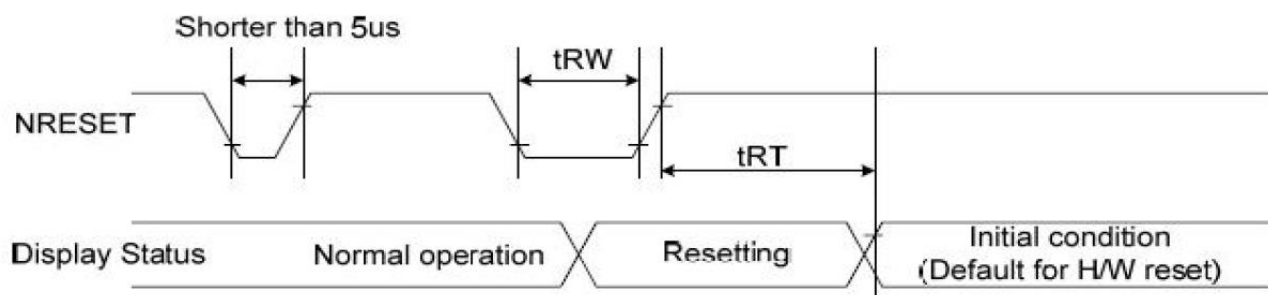 Shorter than 5us
tRW
NRESET
tRT
Display Status
Normal operation
Resetting
Initial condition
(Default for H/W reset)